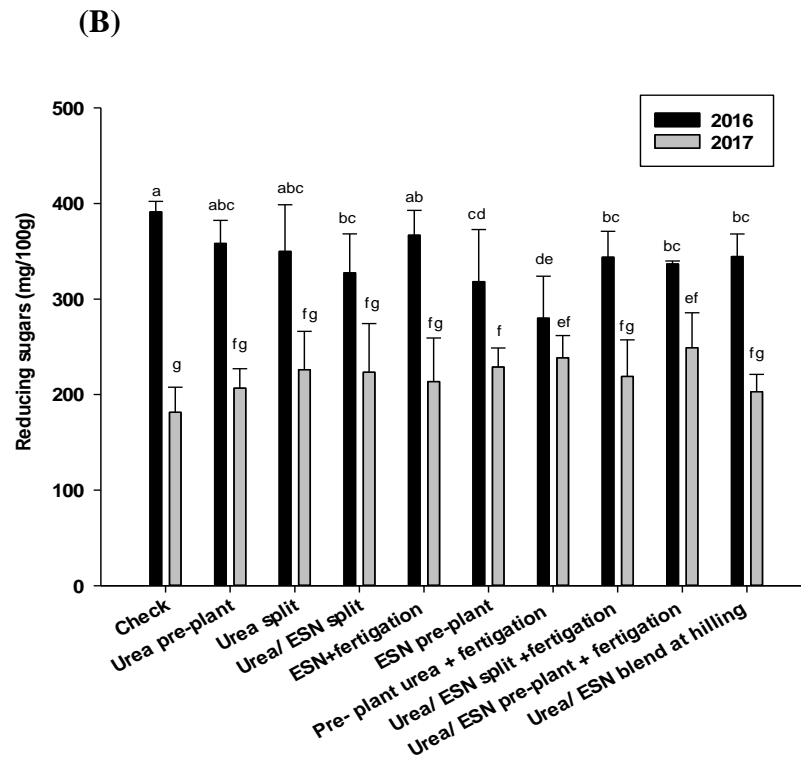 (B)
500
400
300
200
100
0
Reducing sugars (mg/100g)
2016
2017
a
abc
abc
bc
ab
cd
de
bc
bc
bc
g
fg
fg
fg
fg
f
ef
fg
ef
fg
Check
Urea pre-plant
Urea split
Urea/ ESN split
ESN+fertigation
ESN pre-plant
Pre- plant urea + fertigation
Urea/ ESN split +fertigation
Urea/ ESN pre-plant + fertigation
Urea/ ESN blend at hilling